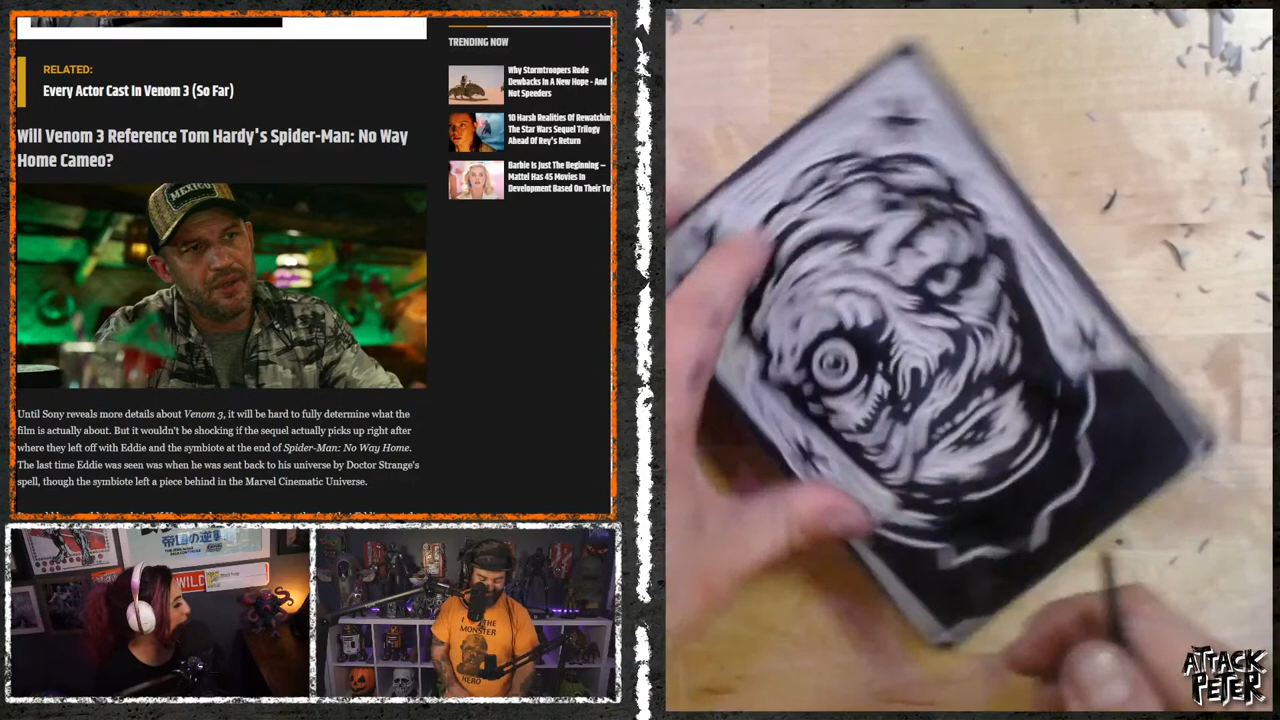 RELATED:
Every Actor Cast In Venom 3 (So Far)
Will Venom 3 Reference Tom Hardy's Spider-Man: No Way
Home Cameo?
MEXICO
Until Sony reveals more details about Venom 3, it will be hard to fully determine what the
film is actually about. But it wouldn't be shocking if the sequel actually picks up right after
where they left off with Eddie and the symbiote at the end of Spider-Man: No Way Home.
The last time Eddie was seen was when he was sent back to his universe by Doctor Strange's
spell, though the symbiote left a piece behind in the Marvel Cinematic Universe.
TRENDING NOW
Why Stormtroopers Rode
Dewbacks In A New Hope - And
Not Speeders
10 Harsh Realities Of Rewatchin
The Star Wars Sequel Trilogy
Ahead Of Rey's Return
Barbie Is Just The Beginning –
Mattel Has 45 Movies In
Development Based On Their To
帝国の逆
WILD
THE
MONSTER
HERO
ATTACK
PETER